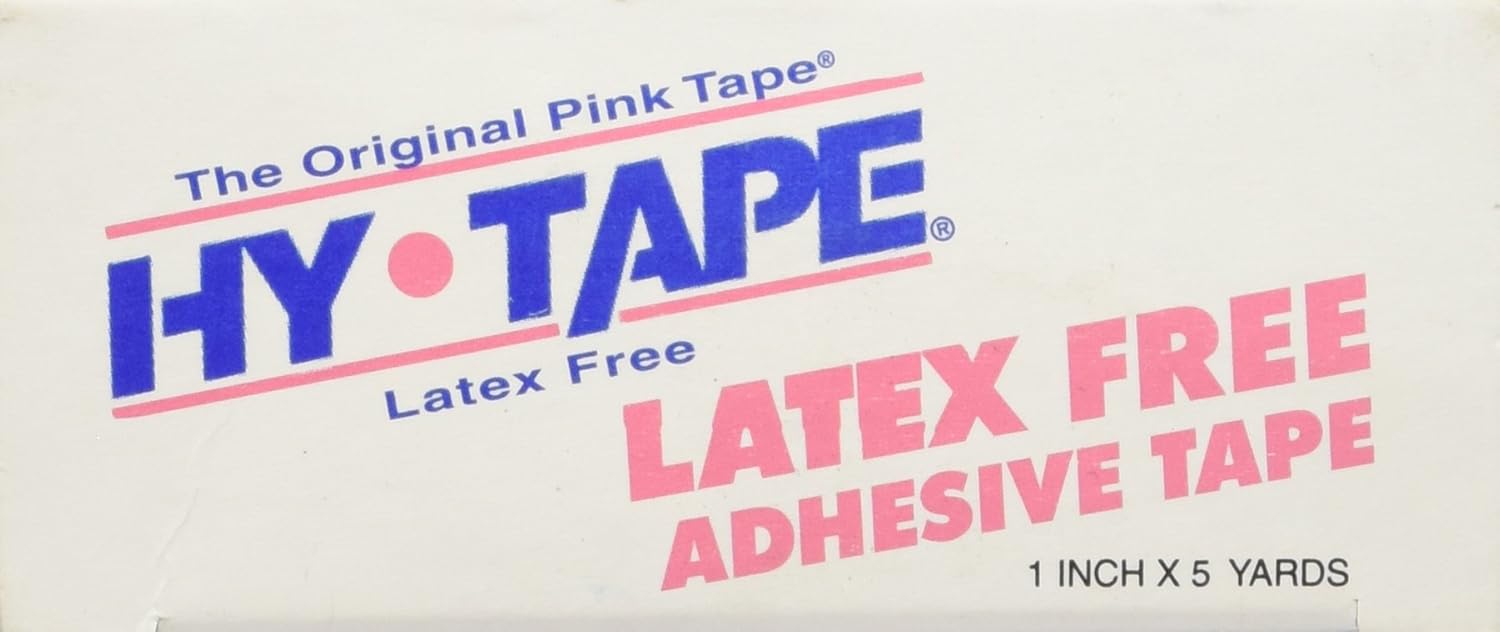 The Original Pink Tape®
HY•TAPE®
Latex Free
LATEX FREE
ADHESIVE TAPE
1 INCH X 5 YARDS